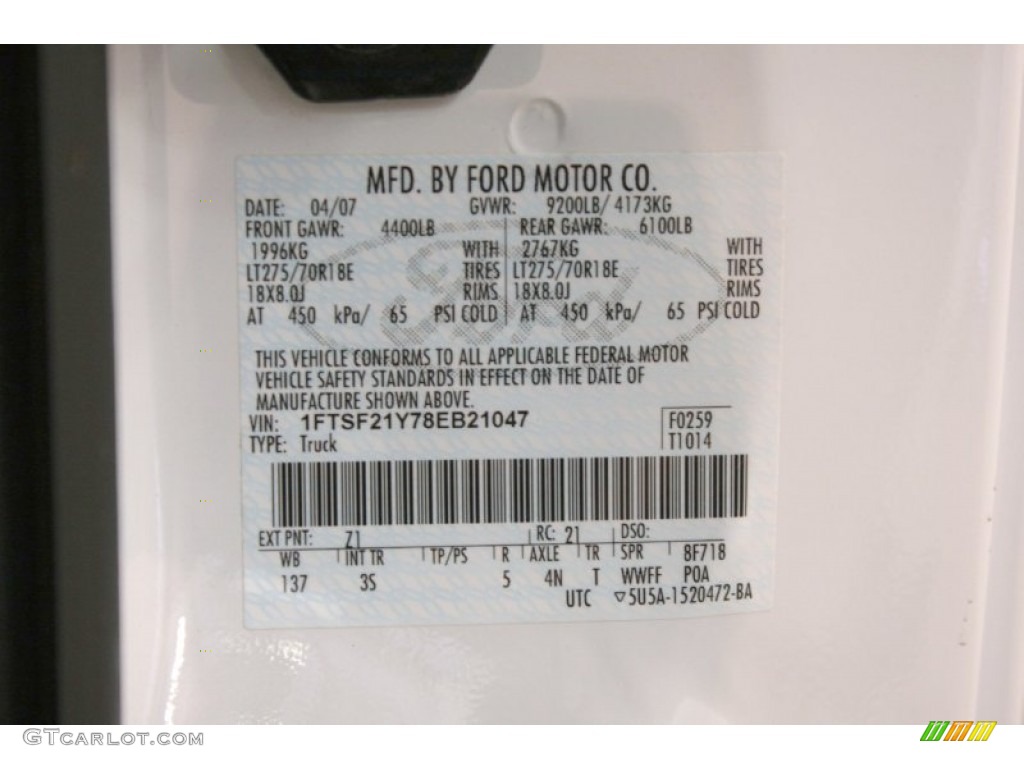 MFD. BY FORD MOTOR CO.
DATE: 04/07 GVWR: 9200LB/ 4173KG
FRONT GAWR: 4400LB REAR GAWR: 6100LB
1996KG WITH 2767KG WITH
LT275/70R18E TIRES LT275/70R18E TIRES
18X8.0J RIMS 18X8.0J RIMS
AT 450 kPa/ 65 PSI COLD AT 450 kPa/ 65 PSI COLD
Ford
THIS VEHICLE CONFORMS TO ALL APPLICABLE FEDERAL MOTOR
VEHICLE SAFETY STANDARDS IN EFFECT ON THE DATE OF
MANUFACTURE SHOWN ABOVE.
VIN: 1FTSF21Y78EB21047 F0259
TYPE: Truck T1014
EXT PNT: Z1 RC: 21 DSO:
WB INT TR TP/PS R AXLE TR SPR 8F718
137 3S 5 4N T WWFF POA
UTC ▽5U5A-1520472-BA
GTCARLOT.COM